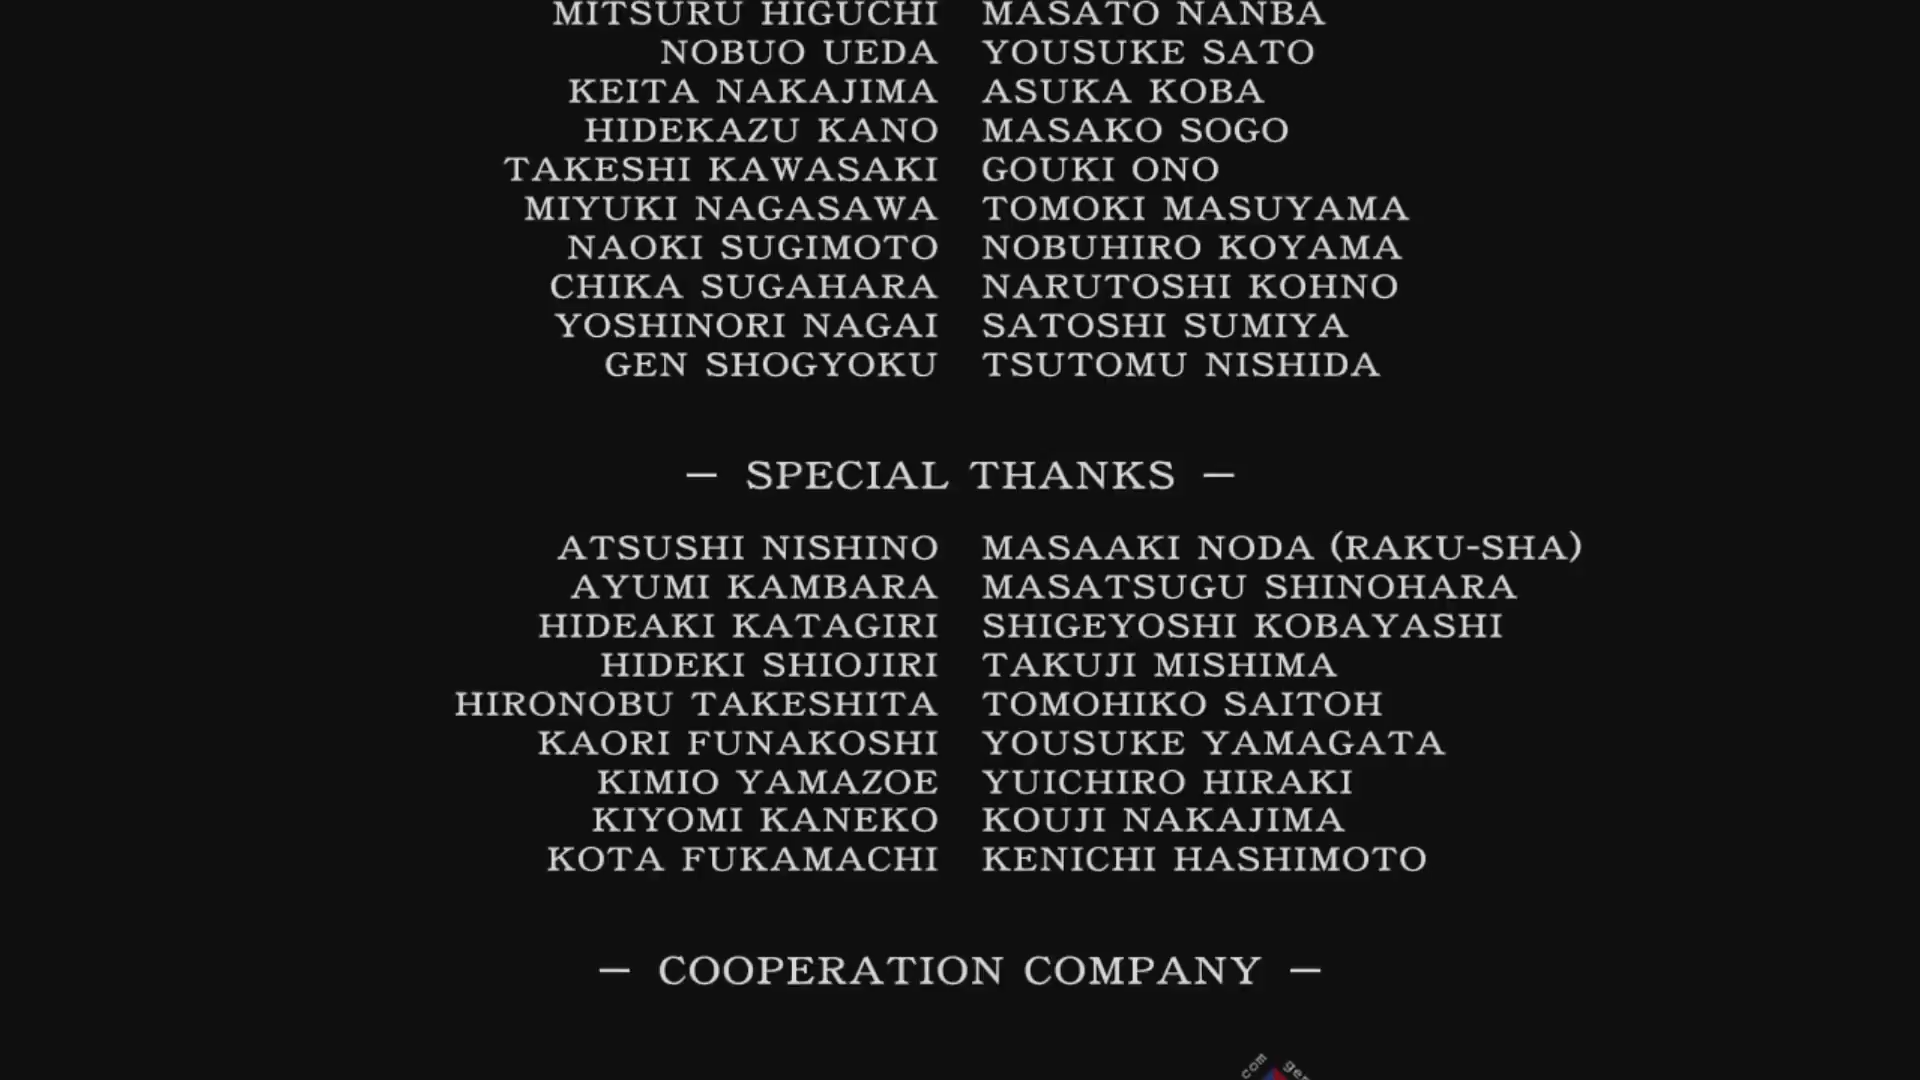 MITSURU HIGUCHI MASATO NANBA
NOBUO UEDA YOUSUKE SATO
KEITA NAKAJIMA ASUKA KOBA
HIDEKAZU KANO MASAKO SOGO
TAKESHI KAWASAKI GOUKI ONO
MIYUKI NAGASAWA TOMOKI MASUYAMA
NAOKI SUGIMOTO NOBUHIRO KOYAMA
CHIKA SUGAHARA NARUTOSHI KOHNO
YOSHINORI NAGAI SATOSHI SUMIYA
GEN SHOGYOKU TSUTOMU NISHIDA
— SPECIAL THANKS —
ATSUSHI NISHINO MASAAKI NODA (RAKU-SHA)
AYUMI KAMBARA MASATSUGU SHINOHARA
HIDEAKI KATAGIRI SHIGEYOSHI KOBAYASHI
HIDEKI SHIOJIRI TAKUJI MISHIMA
HIRONOBU TAKESHITA TOMOHIKO SAITOH
KAORI FUNAKOSHI YOUSUKE YAMAGATA
KIMIO YAMAZOE YUICHIRO HIRAKI
KIYOMI KANEKO KOUJI NAKAJIMA
KOTA FUKAMACHI KENICHI HASHIMOTO
— COOPERATION COMPANY —
com